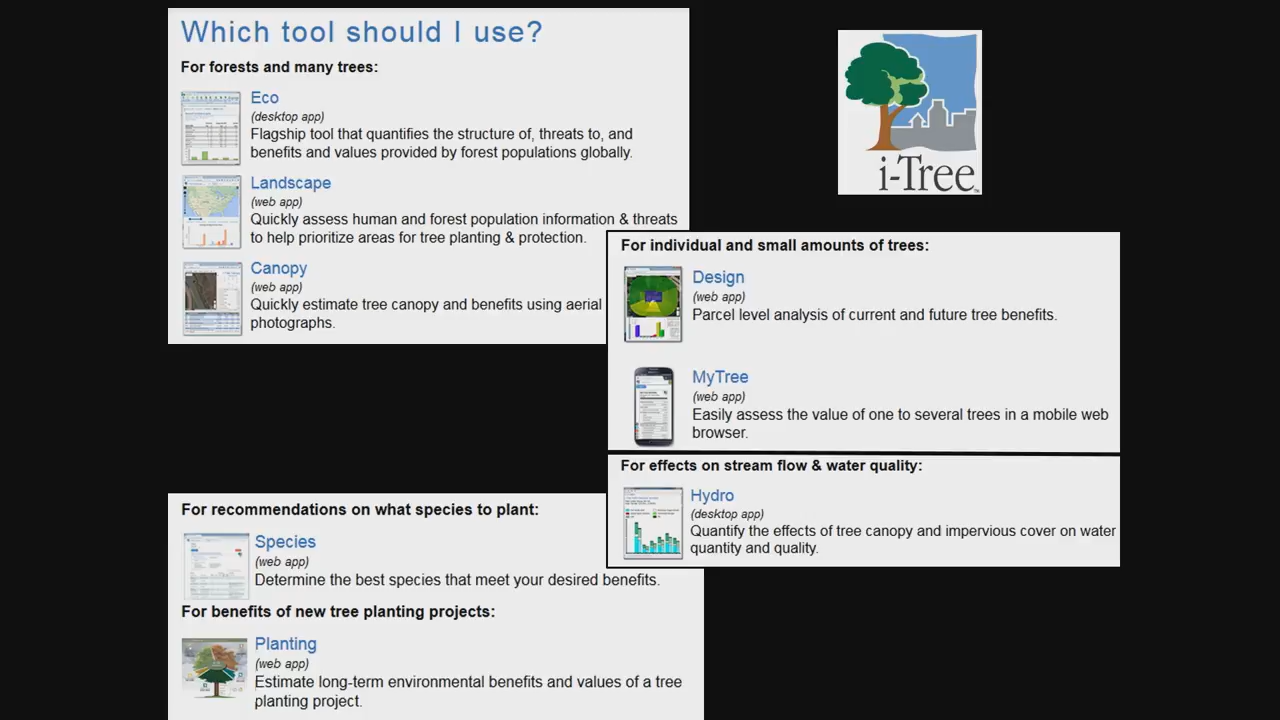 Which tool should I use?
For forests and many trees:
Eco
(desktop app)
Flagship tool that quantifies the structure of, threats to, and
benefits and values provided by forest populations globally.
Landscape
(web app)
Quickly assess human and forest population information & threats
to help prioritize areas for tree planting & protection.
Canopy
(web app)
Quickly estimate tree canopy and benefits using aerial
photographs.
i-Tree™
For individual and small amounts of trees:
Design
(web app)
Parcel level analysis of current and future tree benefits.
MyTree
(web app)
Easily assess the value of one to several trees in a mobile web
browser.
For effects on stream flow & water quality:
Hydro
(desktop app)
Quantify the effects of tree canopy and impervious cover on water
quantity and quality.
For recommendations on what species to plant:
Species
(web app)
Determine the best species that meet your desired benefits.
For benefits of new tree planting projects:
Planting
(web app)
Estimate long-term environmental benefits and values of a tree
planting project.